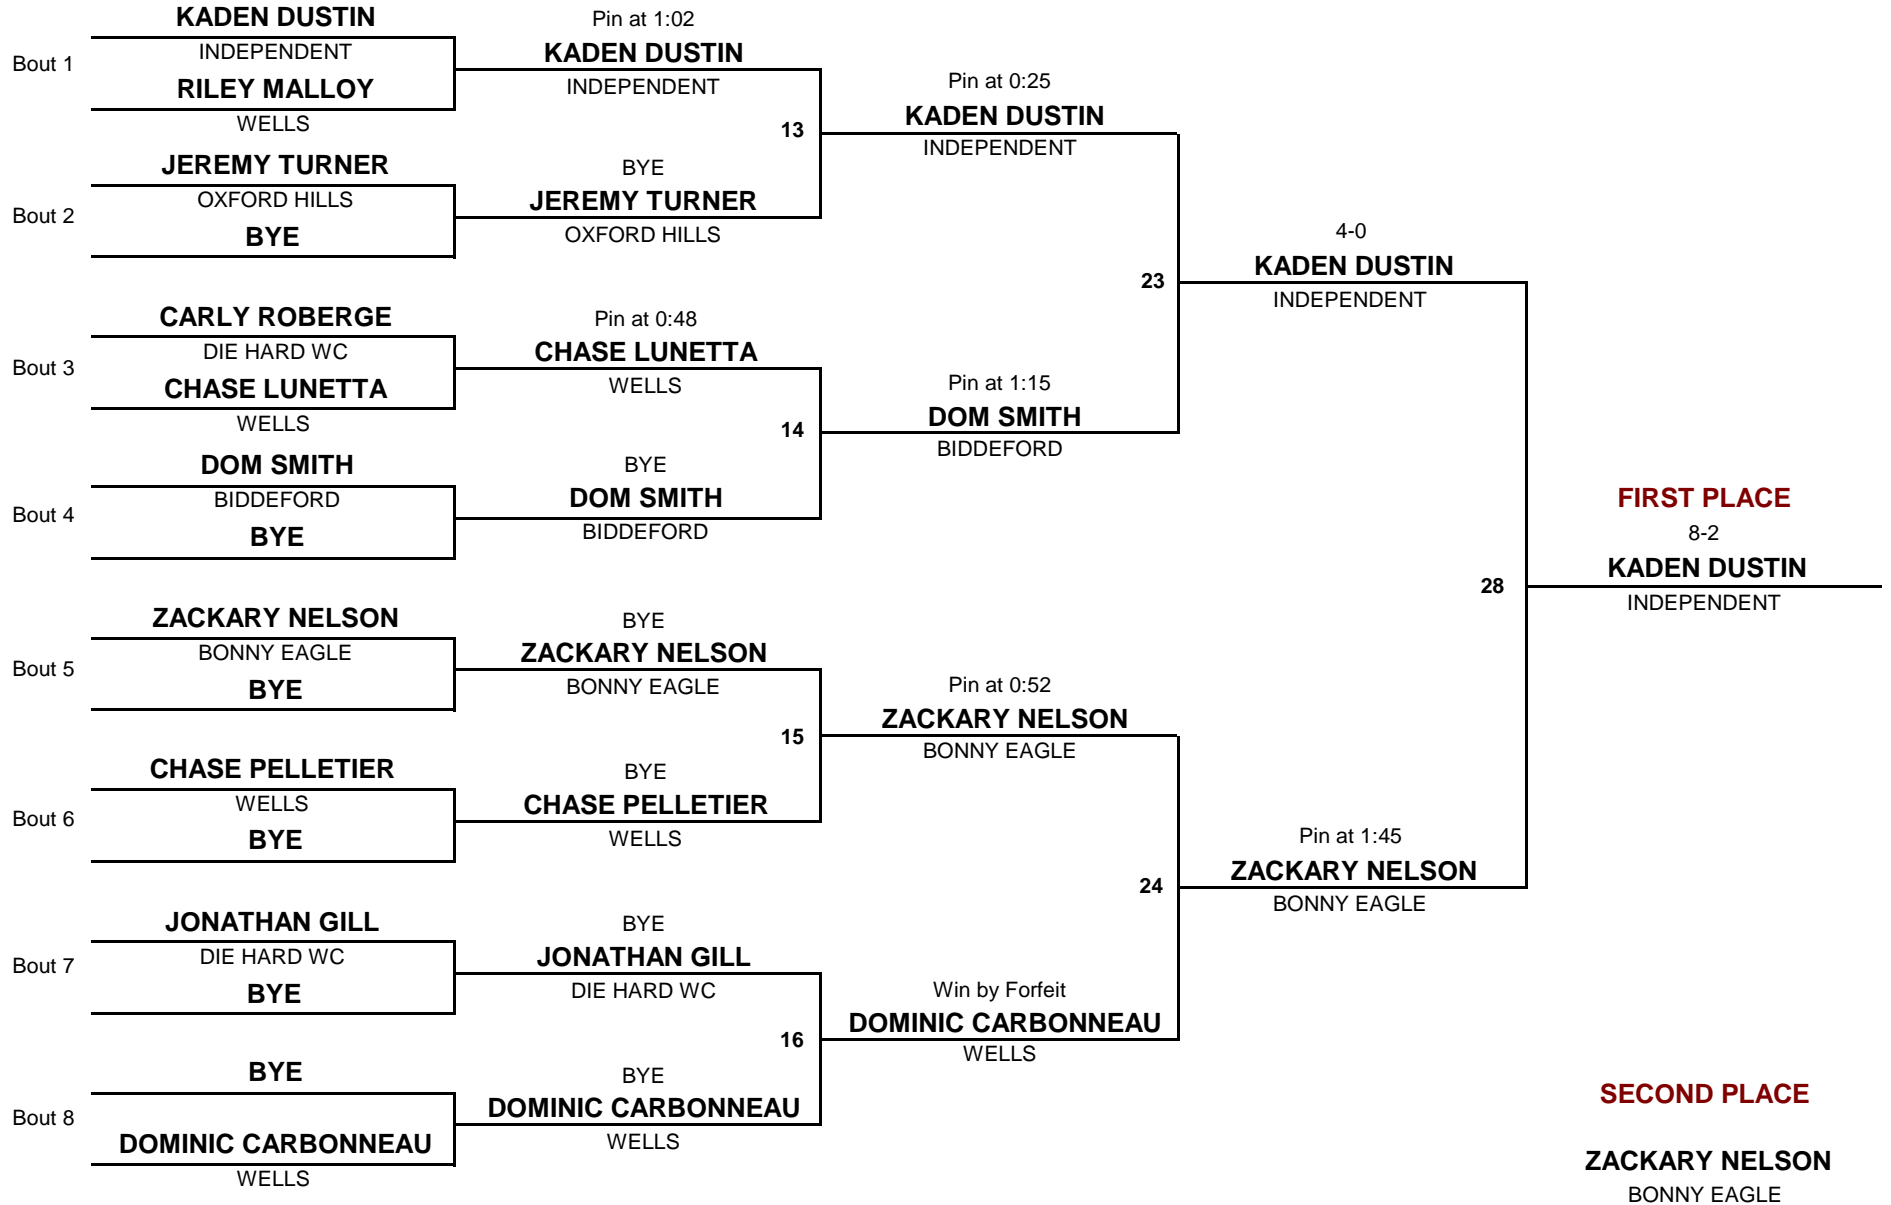 KADEN DUSTIN
Bout 1
INDEPENDENT
RILEY MALLOY
WELLS
JEREMY TURNER
Bout 2
OXFORD HILLS
BYE
CARLY ROBERGE
Bout 3
DIE HARD WC
CHASE LUNETTA
WELLS
DOM SMITH
Bout 4
BIDDEFORD
BYE
ZACKARY NELSON
Bout 5
BONNY EAGLE
BYE
CHASE PELLETIER
Bout 6
WELLS
BYE
JONATHAN GILL
Bout 7
DIE HARD WC
BYE
BYE
Bout 8
DOMINIC CARBONNEAU
WELLS
Pin at 1:02
KADEN DUSTIN
INDEPENDENT
13
BYE
JEREMY TURNER
OXFORD HILLS
Pin at 0:48
CHASE LUNETTA
WELLS
14
BYE
DOM SMITH
BIDDEFORD
BYE
ZACKARY NELSON
BONNY EAGLE
15
BYE
CHASE PELLETIER
WELLS
BYE
JONATHAN GILL
DIE HARD WC
16
BYE
DOMINIC CARBONNEAU
WELLS
Pin at 0:25
KADEN DUSTIN
INDEPENDENT
23
Pin at 1:15
DOM SMITH
BIDDEFORD
Pin at 0:52
ZACKARY NELSON
BONNY EAGLE
24
Win by Forfeit
DOMINIC CARBONNEAU
WELLS
4-0
KADEN DUSTIN
INDEPENDENT
28
Pin at 1:45
ZACKARY NELSON
BONNY EAGLE
FIRST PLACE
8-2
KADEN DUSTIN
INDEPENDENT
SECOND PLACE
ZACKARY NELSON
BONNY EAGLE